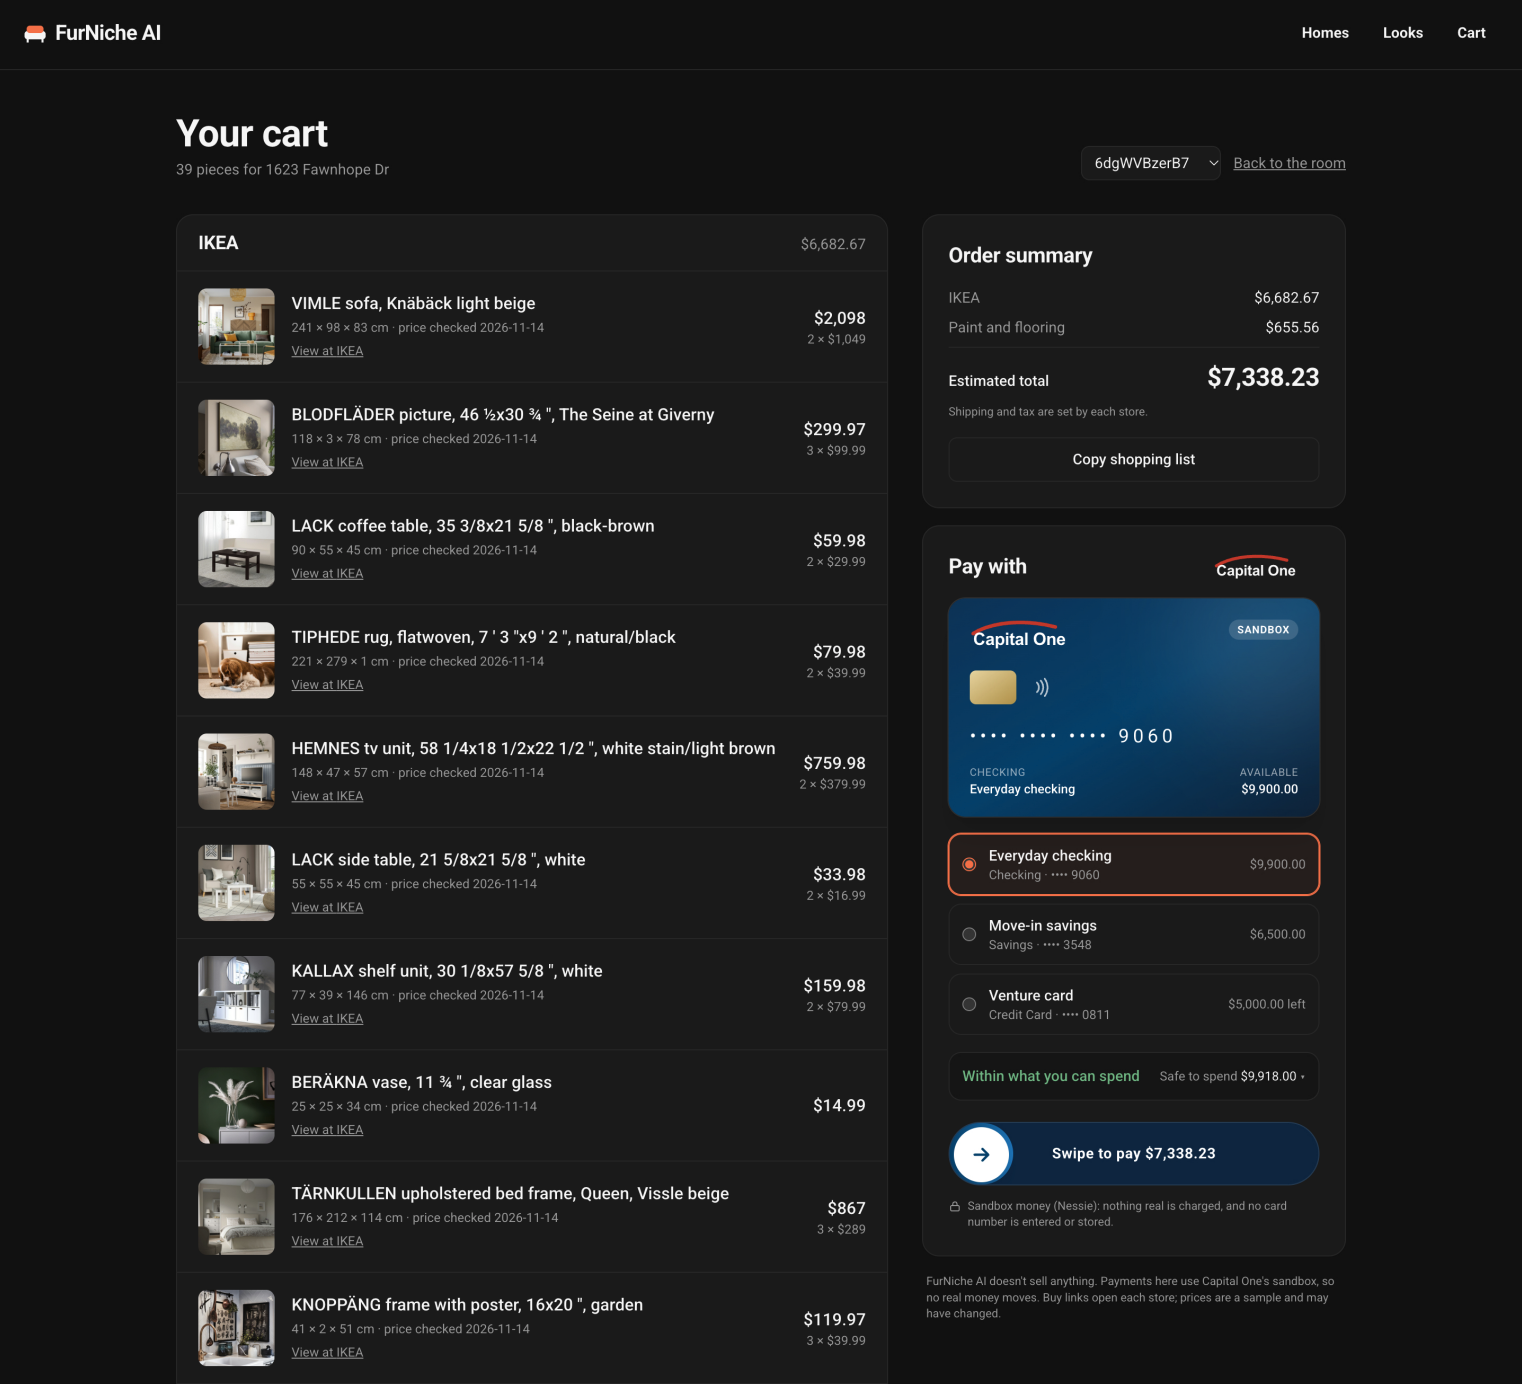 FurNiche AI
Homes
Looks
Cart
Your cart
39 pieces for 1623 Fawnhope Dr
6dgWVBzerB7
Back to the room
IKEA
$6,682.67
VIMLE sofa, Knäbäck light beige
241 × 98 × 83 cm · price checked 2026-11-14
View at IKEA
$2,098
2 × $1,049
BLODFLÄDER picture, 46 ½x30 ¾ ", The Seine at Giverny
118 × 3 × 78 cm · price checked 2026-11-14
View at IKEA
$299.97
3 × $99.99
LACK coffee table, 35 3/8x21 5/8 ", black-brown
90 × 55 × 45 cm · price checked 2026-11-14
View at IKEA
$59.98
2 × $29.99
TIPHEDE rug, flatwoven, 7 ' 3 "x9 ' 2 ", natural/black
221 × 279 × 1 cm · price checked 2026-11-14
View at IKEA
$79.98
2 × $39.99
HEMNES tv unit, 58 1/4x18 1/2x22 1/2 ", white stain/light brown
148 × 47 × 57 cm · price checked 2026-11-14
View at IKEA
$759.98
2 × $379.99
LACK side table, 21 5/8x21 5/8 ", white
55 × 55 × 45 cm · price checked 2026-11-14
View at IKEA
$33.98
2 × $16.99
KALLAX shelf unit, 30 1/8x57 5/8 ", white
77 × 39 × 146 cm · price checked 2026-11-14
View at IKEA
$159.98
2 × $79.99
BERÄKNA vase, 11 ¾ ", clear glass
25 × 25 × 34 cm · price checked 2026-11-14
View at IKEA
$14.99
TÄRNKULLEN upholstered bed frame, Queen, Vissle beige
176 × 212 × 114 cm · price checked 2026-11-14
View at IKEA
$867
3 × $289
KNOPPÄNG frame with poster, 16x20 ", garden
41 × 2 × 51 cm · price checked 2026-11-14
View at IKEA
$119.97
3 × $39.99
Order summary
IKEA $6,682.67
Paint and flooring $655.56
Estimated total $7,338.23
Shipping and tax are set by each store.
Copy shopping list
Pay with
Capital One
Capital One
SANDBOX
•••• •••• •••• 9060
CHECKING
Everyday checking
AVAILABLE
$9,900.00
Everyday checking
Checking · •••• 9060
$9,900.00
Move-in savings
Savings · •••• 3548
$6,500.00
Venture card
Credit Card · •••• 0811
$5,000.00 left
Within what you can spend
Safe to spend $9,918.00
Swipe to pay $7,338.23
Sandbox money (Nessie): nothing real is charged, and no card
number is entered or stored.
FurNiche AI doesn't sell anything. Payments here use Capital One's sandbox, so
no real money moves. Buy links open each store; prices are a sample and may
have changed.